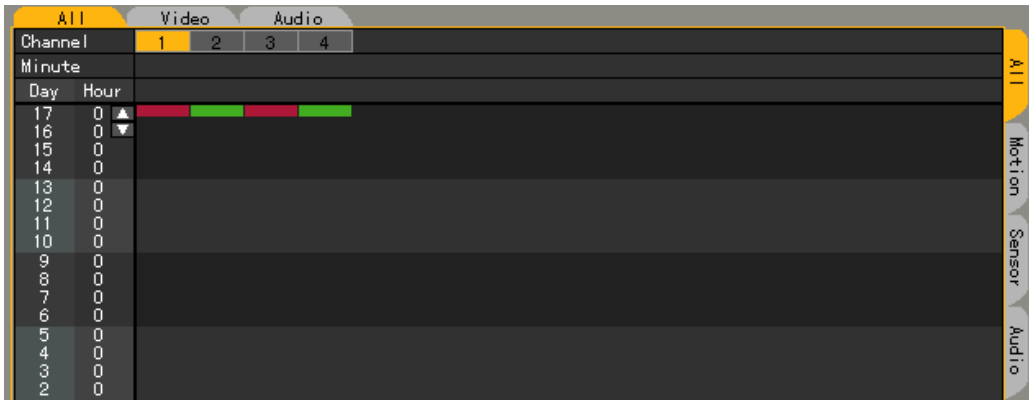 All Video Audio
Channel 1 2 3 4
Minute
Day Hour
17 0
16 0
15 0
14 0
13 0
12 0
11 0
10 0
9 0
8 0
7 0
6 0
5 0
4 0
3 0
2 0
All
Motion
Sensor
Audio